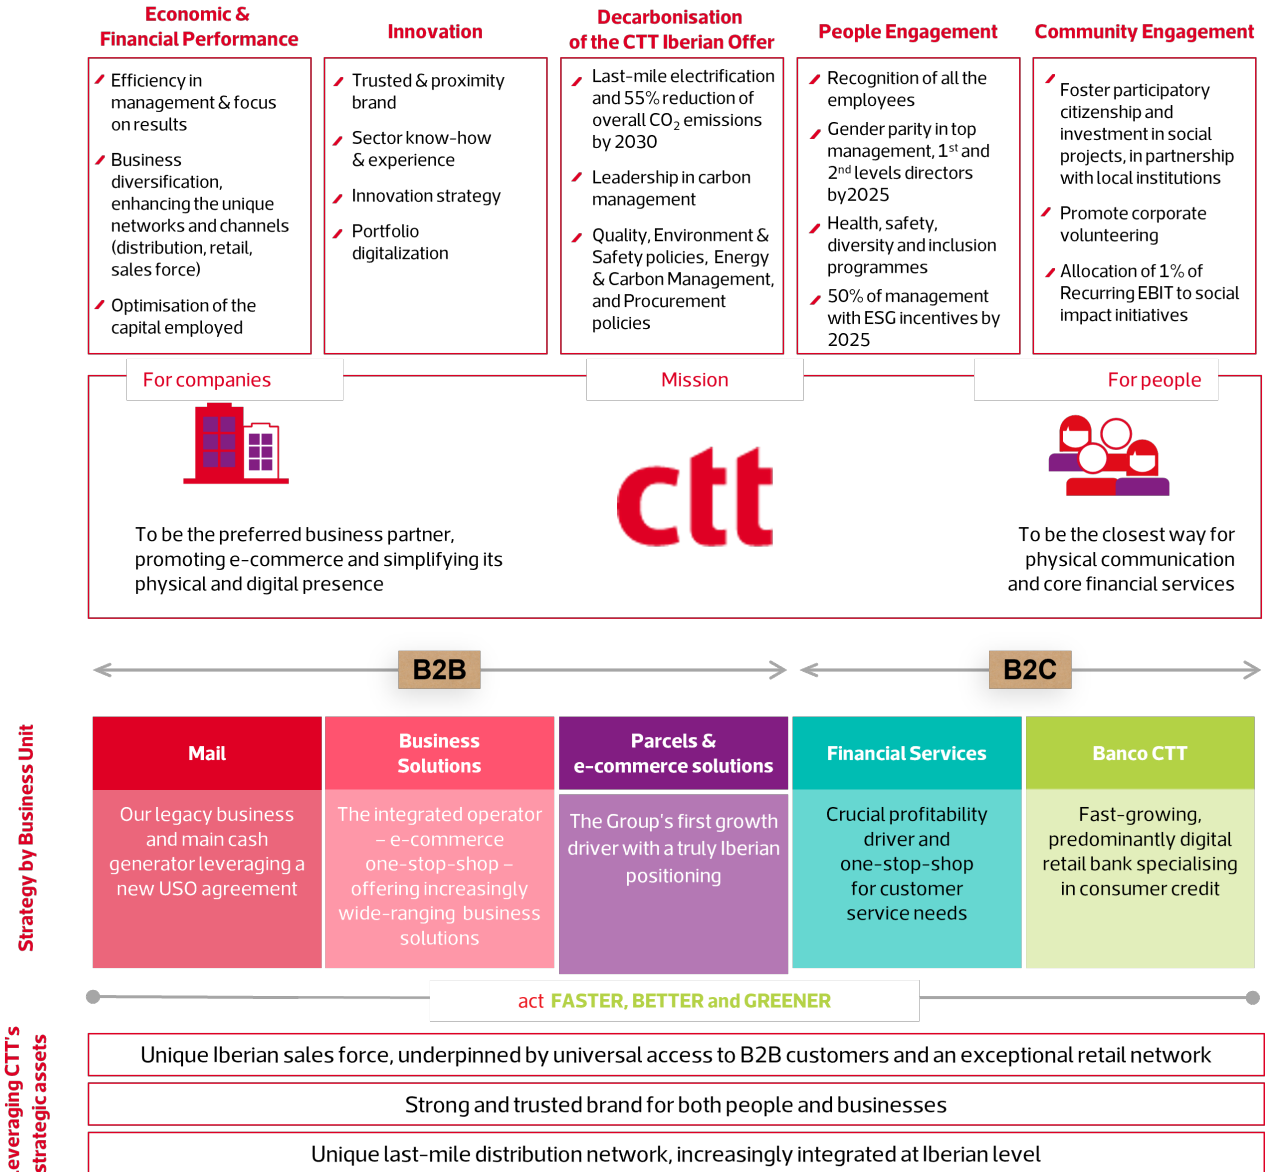 Economic &
Financial Performance
Efficiency in
management & focus
on results
Business
diversification,
enhancing the unique
networks and channels
(distribution, retail,
sales force)
Optimisation of the
capital employed
Innovation
Trusted & proximity
brand
Sector know-how
& experience
Innovation strategy
Portfolio
digitalization
Decarbonisation
of the CTT Iberian Offer
Last-mile electrification
and 55% reduction of
overall CO2 emissions
by 2030
Leadership in carbon
management
Quality, Environment &
Safety policies, Energy
& Carbon Management,
and Procurement
policies
People Engagement
Recognition of all the
employees
Gender parity in top
management, 1st and
2nd levels directors
by2025
Health, safety,
diversity and inclusion
programmes
50% of management
with ESG incentives by
2025
Community Engagement
Foster participatory
citizenship and
investment in social
projects, in partnership
with local institutions
Promote corporate
volunteering
Allocation of 1% of
Recurring EBIT to social
impact initiatives
For companies
To be the preferred business partner,
promoting e-commerce and simplifying its
physical and digital presence
Mission
ctt
For people
To be the closest way for
physical communication
and core financial services
B2B
B2C
Strategy by Business Unit
Mail
Our legacy business
and main cash
generator leveraging a
new USO agreement
Business
Solutions
The integrated operator
– e-commerce
one-stop-shop –
offering increasingly
wide-ranging business
solutions
Parcels &
e-commerce solutions
The Group's first growth
driver with a truly Iberian
positioning
Financial Services
Crucial profitability
driver and
one-stop-shop
for customer
service needs
Banco CTT
Fast-growing,
predominantly digital
retail bank specialising
in consumer credit
act FASTER, BETTER and GREENER
everaging CTT's
strategic assets
Unique Iberian sales force, underpinned by universal access to B2B customers and an exceptional retail network
Strong and trusted brand for both people and businesses
Unique last-mile distribution network, increasingly integrated at Iberian level